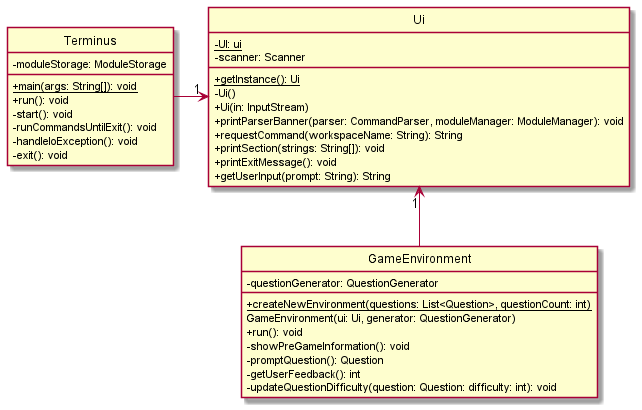 Terminus
-moduleStorage: ModuleStorage
+main(args: String[]): void
+run(): void
-start(): void
-runCommandsUntilExit(): void
-handleIoException(): void
-exit(): void
1
Ui
-UI: ui
-scanner: Scanner
+getInstance(): Ui
-Ui()
+Ui(in: InputStream)
+printParserBanner(parser: CommandParser, moduleManager: ModuleManager): void
+requestCommand(workspaceName: String): String
+printSection(strings: String[]): void
+printExitMessage(): void
+getUserInput(prompt: String): String
1
GameEnvironment
-questionGenerator: QuestionGenerator
+createNewEnvironment(questions: List<Question>, questionCount: int)
GameEnvironment(ui: Ui, generator: QuestionGenerator)
+run(): void
-showPreGameInformation(): void
-promptQuestion(): Question
-getUserFeedback(): int
-updateQuestionDifficulty(question: Question: difficulty: int): void